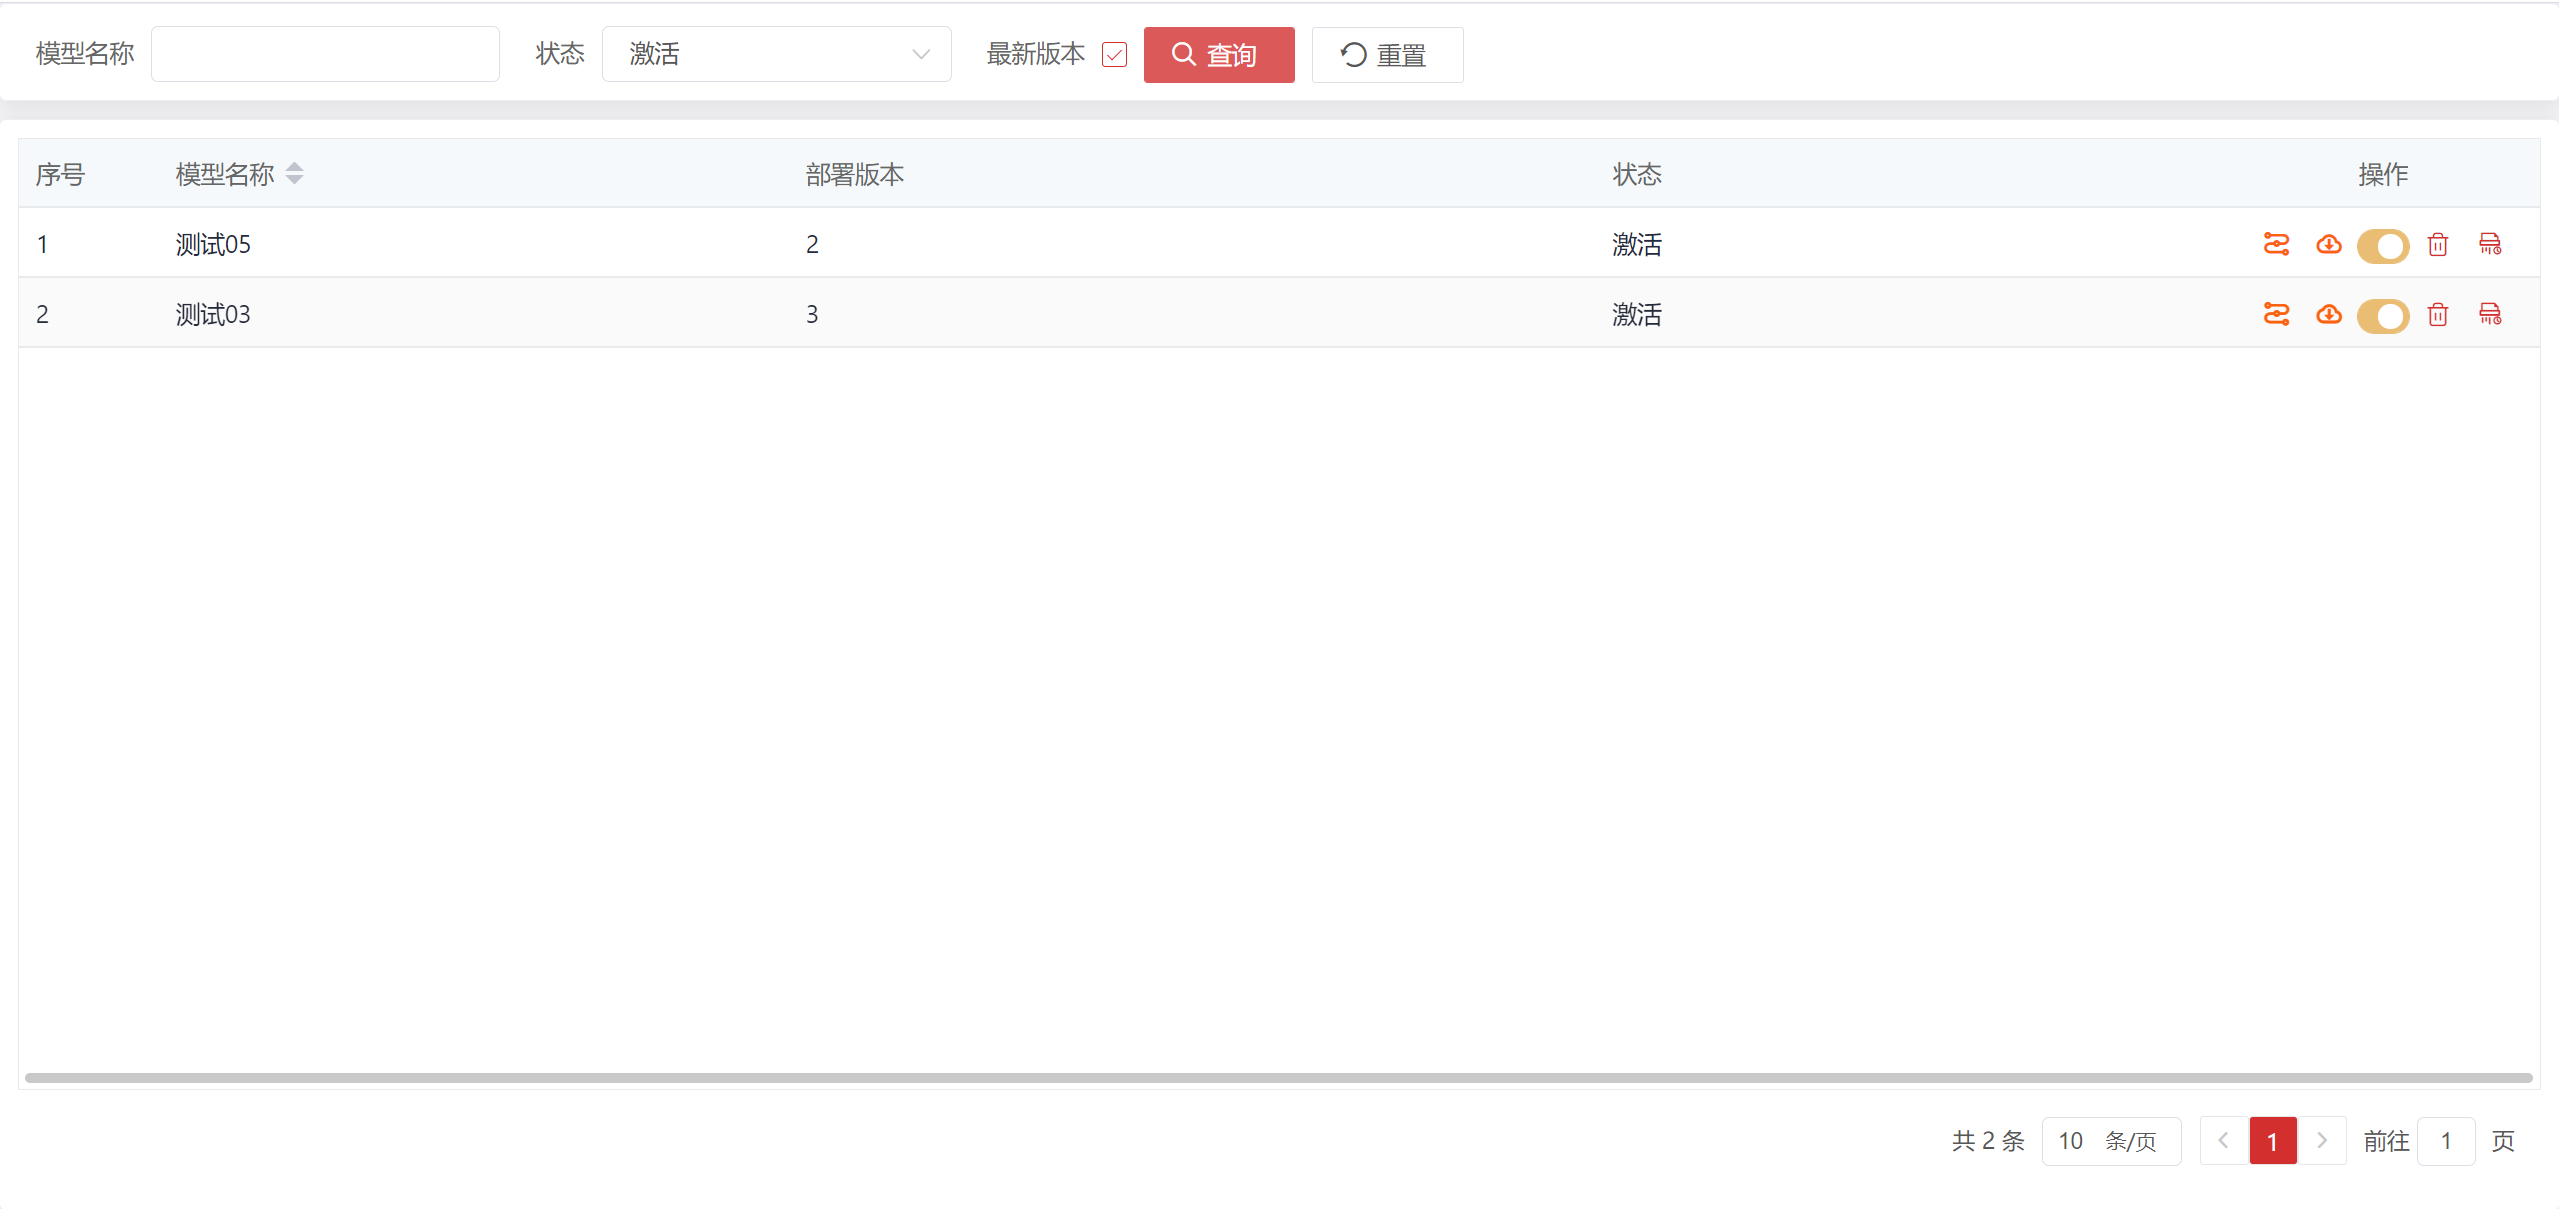 模型名称 状态 激活 最新版本 查询 重置
序号 模型名称 部署版本 状态 操作
1 测试05 2 激活
2 测试03 3 激活
共 2 条 10 条/页 1 前往 1 页